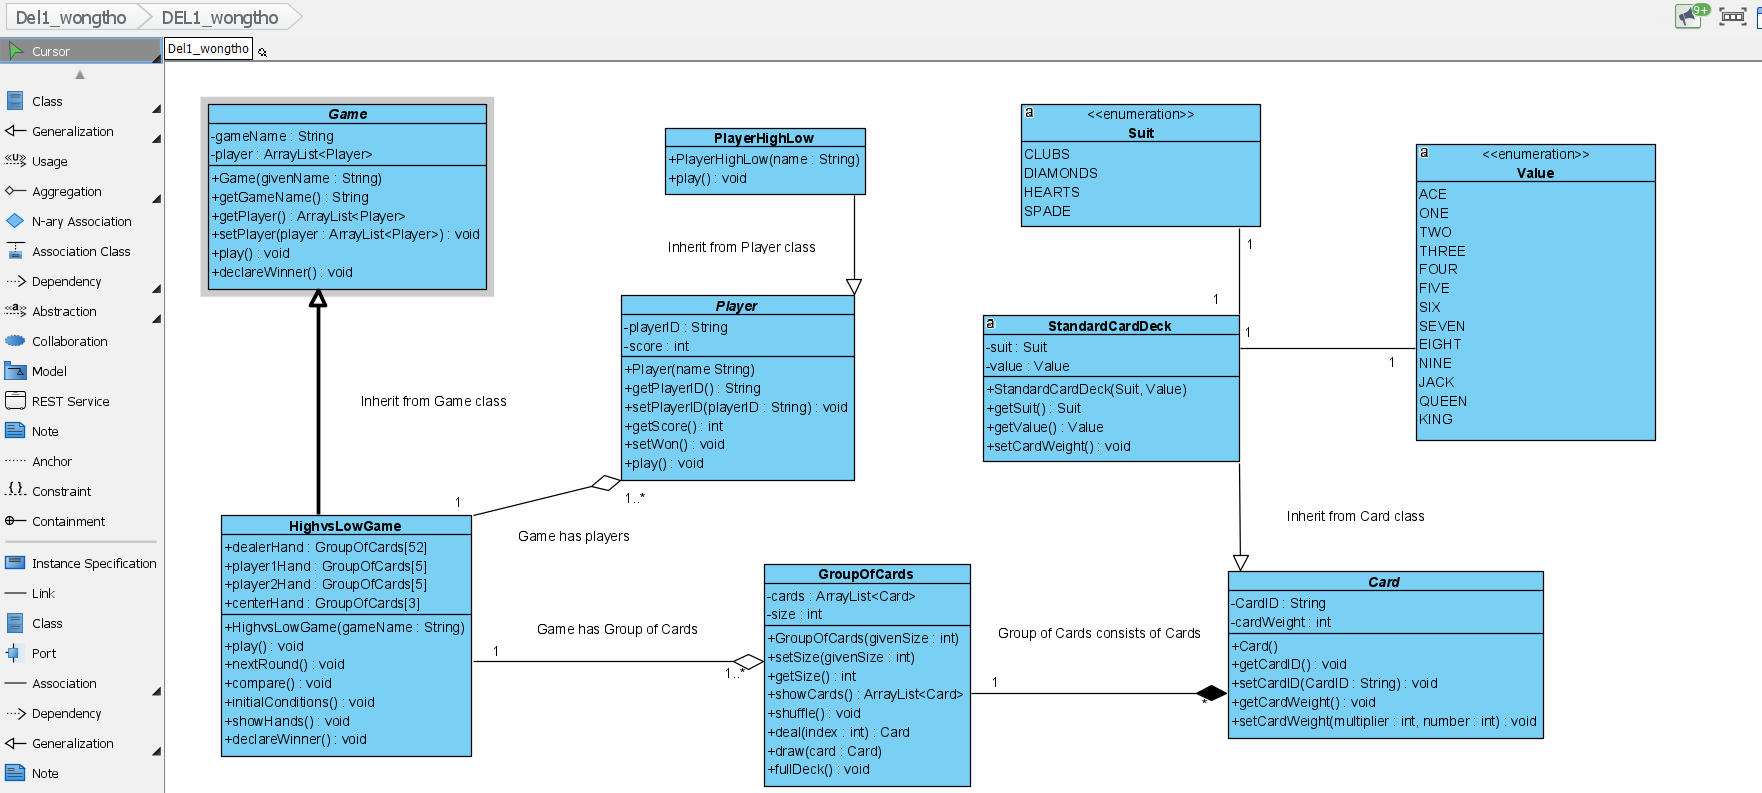 Del1_wongtho
DEL1_wongtho
9+
Cursor
Del1_wongtho
Class
Generalization
Usage
Aggregration
N-ary Association
Association Class
Dependency
Abstraction
Collaboration
Model
REST Service
Note
Anchor
Constraint
Containment
Instance Specification
Link
Class
Port
Association
Dependency
Generalization
Note
Game
-gameName : String
-player : ArrayList<Player>
+Game(givenName : String)
+getGameName() : String
+getPlayer() : ArrayList<Player>
+setPlayer(player : ArrayList<Player>) : void
+play() : void
+declareWinner() : void
PlayerHighLow
+PlayerHighLow(name : String)
+play() : void
Inherit from Player class
a
<<enumeration>>
Suit
CLUBS
DIAMONDS
HEARTS
SPADE
1
1
a
<<enumeration>>
Value
ACE
ONE
TWO
THREE
FOUR
FIVE
SIX
SEVEN
EIGHT
NINE
JACK
QUEEN
KING
Player
-playerID : String
-score : int
+Player(name String)
+getPlayerID() : String
+setPlayerID(playerID : String) : void
+getScore() : int
+setWon() : void
+play() : void
a
StandardCardDeck
-suit : Suit
-value : Value
+StandardCardDeck(Suit, Value)
+getSuit() : Suit
+getValue() : Value
+setCardWeight() : void
1
1
Inherit from Game class
1
1..*
Game has players
Inherit from Card class
HighvsLowGame
+dealerHand : GroupOfCards[52]
+player1Hand : GroupOfCards[5]
+player2Hand : GroupOfCards[5]
+centerHand : GroupOfCards[3]
+HighvsLowGame(gameName : String)
+play() : void
+nextRound() : void
+compare() : void
+initialConditions() : void
+showHands() : void
+declareWinner() : void
Game has Group of Cards
1
1..*
GroupOfCards
-cards : ArrayList<Card>
-size : int
+GroupOfCards(givenSize : int)
+setSize(givenSize : int)
+getSize() : int
+showCards() : ArrayList<Card>
+shuffle() : void
+deal(index : int) : Card
+draw(card : Card)
+fullDeck() : void
Group of Cards consists of Cards
1
*
Card
-CardID : String
-cardWeight : int
+Card()
+getCardID() : void
+setCardID(CardID : String) : void
+getCardWeight() : void
+setCardWeight(multiplier : int, number : int) : void